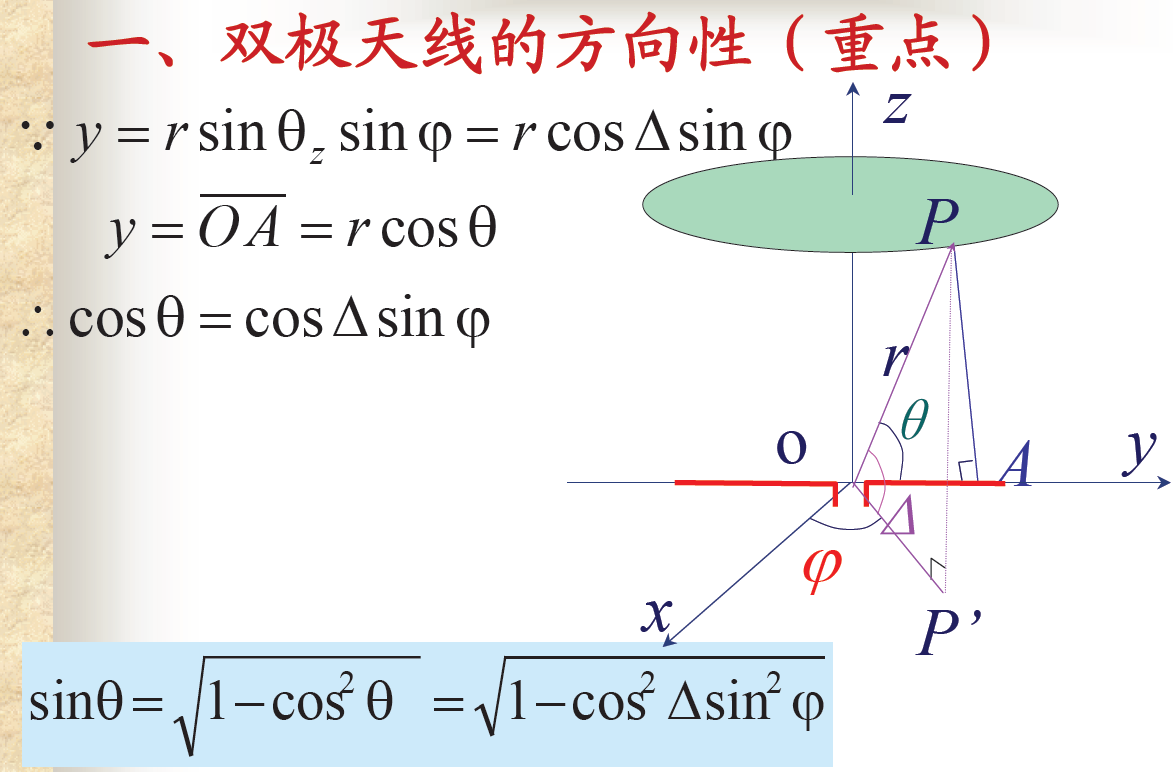 一、双极天线的方向性（重点）
∵ y = r sin θ_z sin φ = r cos Δ sin φ
y = \overline{OA} = r cos θ
∴ cos θ = cos Δ sin φ
z
P
r
θ
o
A
y
Δ
φ
x
P’
sinθ = √(1−cos² θ) = √(1−cos² Δ sin² φ)